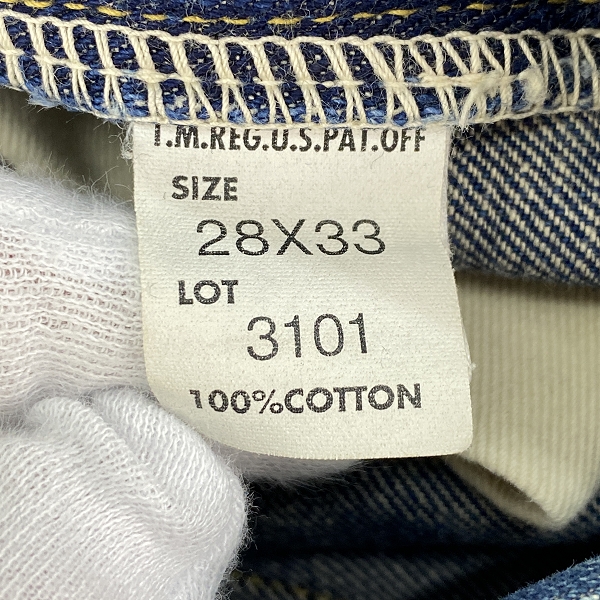 T.M.REG.U.S.PAT.OFF
SIZE
28X33
LOT
3101
100%COTTON